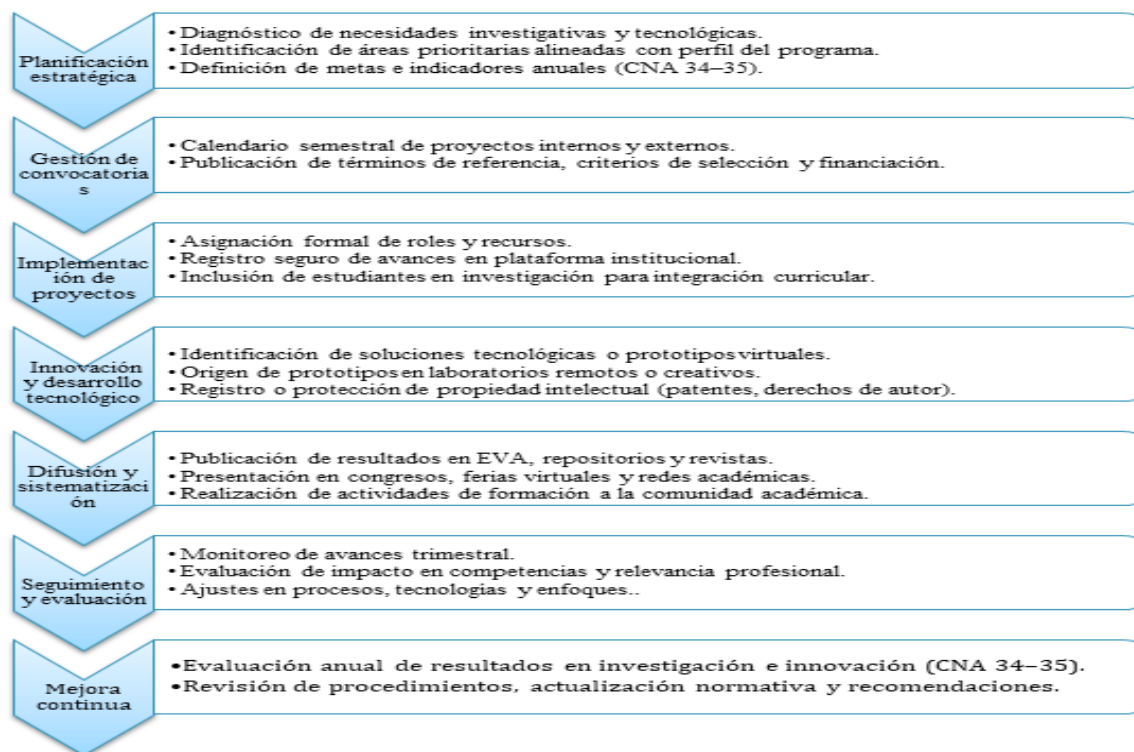 Planificación
estratégica
• Diagnóstico de necesidades investigativas y tecnológicas.
• Identificación de áreas prioritarias alineadas con perfil del programa.
• Definición de metas e indicadores anuales (CNA 34–35).
Gestión de
convocatoria
s
• Calendario semestral de proyectos internos y externos.
• Publicación de términos de referencia, criterios de selección y financiación.
Implementac
ión de
proyectos
• Asignación formal de roles y recursos.
• Registro seguro de avances en plataforma institucional.
• Inclusión de estudiantes en investigación para integración curricular.
Innovación
y desarrollo
tecnológico
• Identificación de soluciones tecnológicas o prototipos virtuales.
• Origen de prototipos en laboratorios remotos o creativos.
• Registro o protección de propiedad intelectual (patentes, derechos de autor).
Difusión y
sistematizaci
ón
• Publicación de resultados en EVA, repositorios y revistas.
• Presentación en congresos, ferias virtuales y redes académicas.
• Realización de actividades de formación a la comunidad académica.
Seguimiento
y evaluación
• Monitoreo de avances trimestral.
• Evaluación de impacto en competencias y relevancia profesional.
• Ajustes en procesos, tecnologías y enfoques..
Mejora
continua
• Evaluación anual de resultados en investigación e innovación (CNA 34–35).
• Revisión de procedimientos, actualización normativa y recomendaciones.